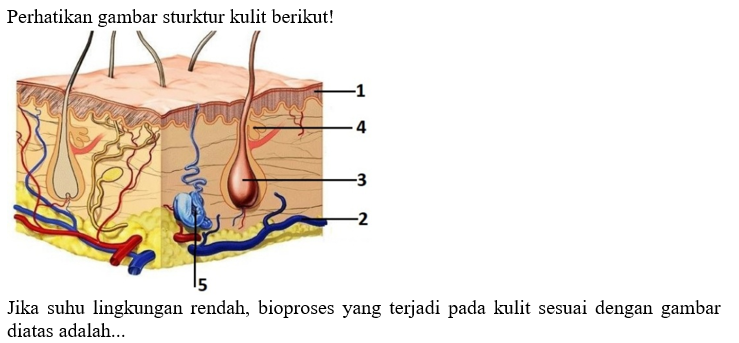 Perhatikan gambar sturktur kulit berikut!
1
4
3
2
5
Jika suhu lingkungan rendah, bioproses yang terjadi pada kulit sesuai dengan gambar
diatas adalah...